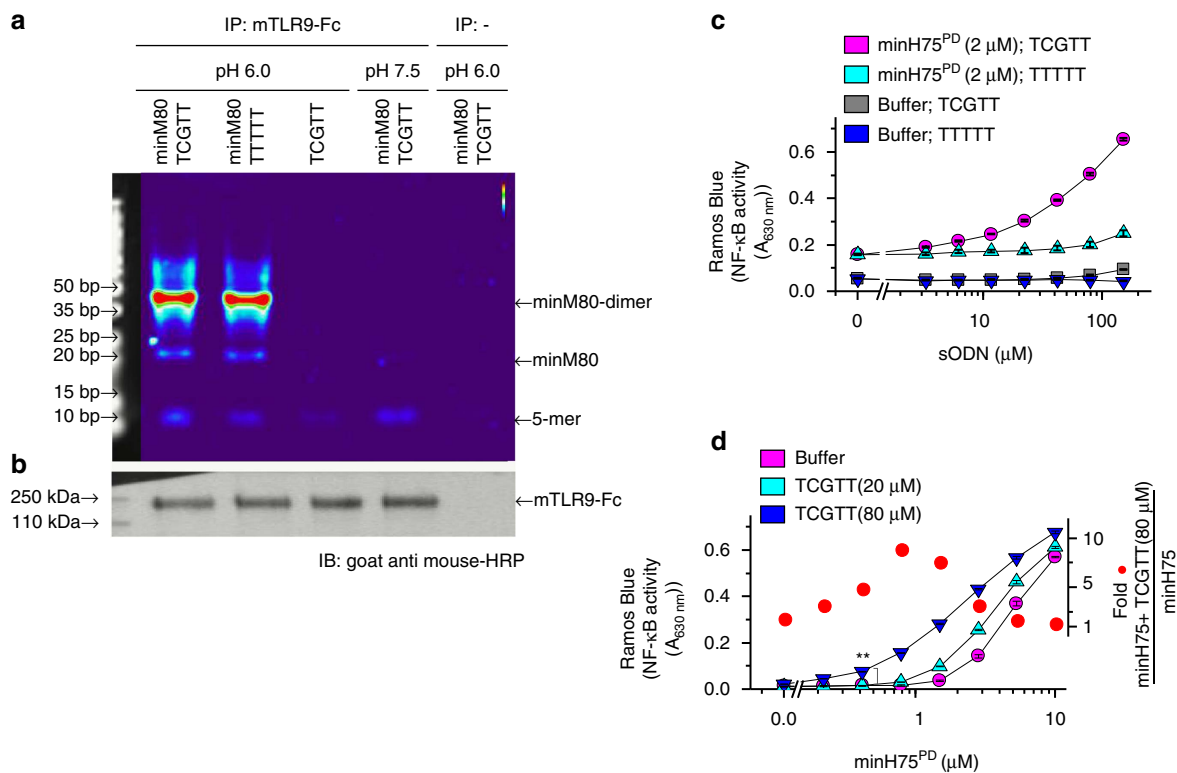 a
IP: mTLR9-Fc
IP: -
pH 6.0
pH 7.5
pH 6.0
minM80
TCGTT
minM80
TTTTT
TCGTT
minM80
TCGTT
minM80
TCGTT
50 bp→
35 bp→
25 bp→
20 bp→
15 bp→
10 bp→
←minM80-dimer
←minM80
←5-mer
b
250 kDa→
110 kDa→
←mTLR9-Fc
IB: goat anti mouse-HRP
c
minH75PD (2 μM); TCGTT
minH75PD (2 μM); TTTTT
Buffer; TCGTT
Buffer; TTTTT
Ramos Blue
(NF-κB activity
(A630 nm))
0.6
0.4
0.2
0.0
0
10
100
sODN (μM)
d
Buffer
TCGTT(20 μM)
TCGTT(80 μM)
Ramos Blue
(NF-κB activity
(A630 nm))
0.6
0.4
0.2
0.0
**
10
5
1
Fold
minH75+ TCGTT(80 μM)
minH75
0.0
1
10
minH75PD (μM)